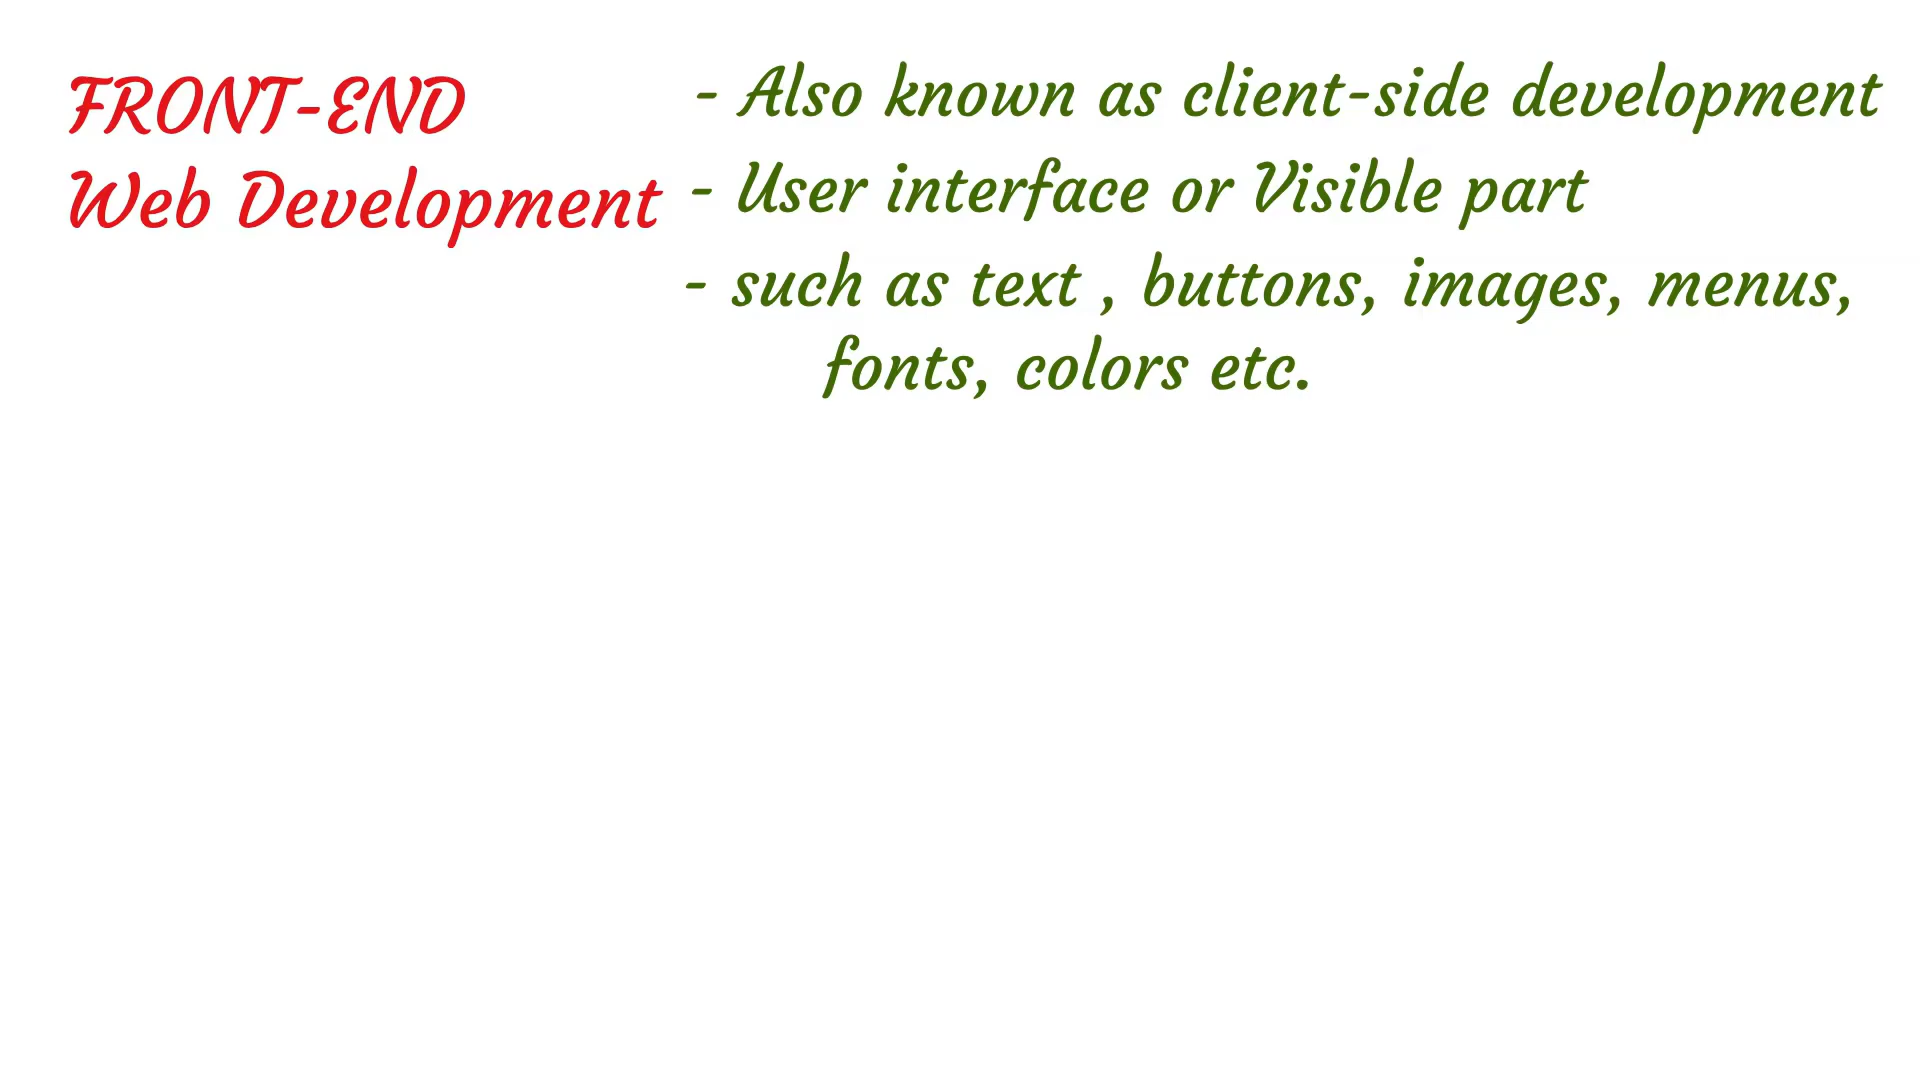 FRONT-END
Web Development
- Also known as client-side development
- User interface or Visible part
- such as text , buttons, images, menus,
fonts, colors etc.